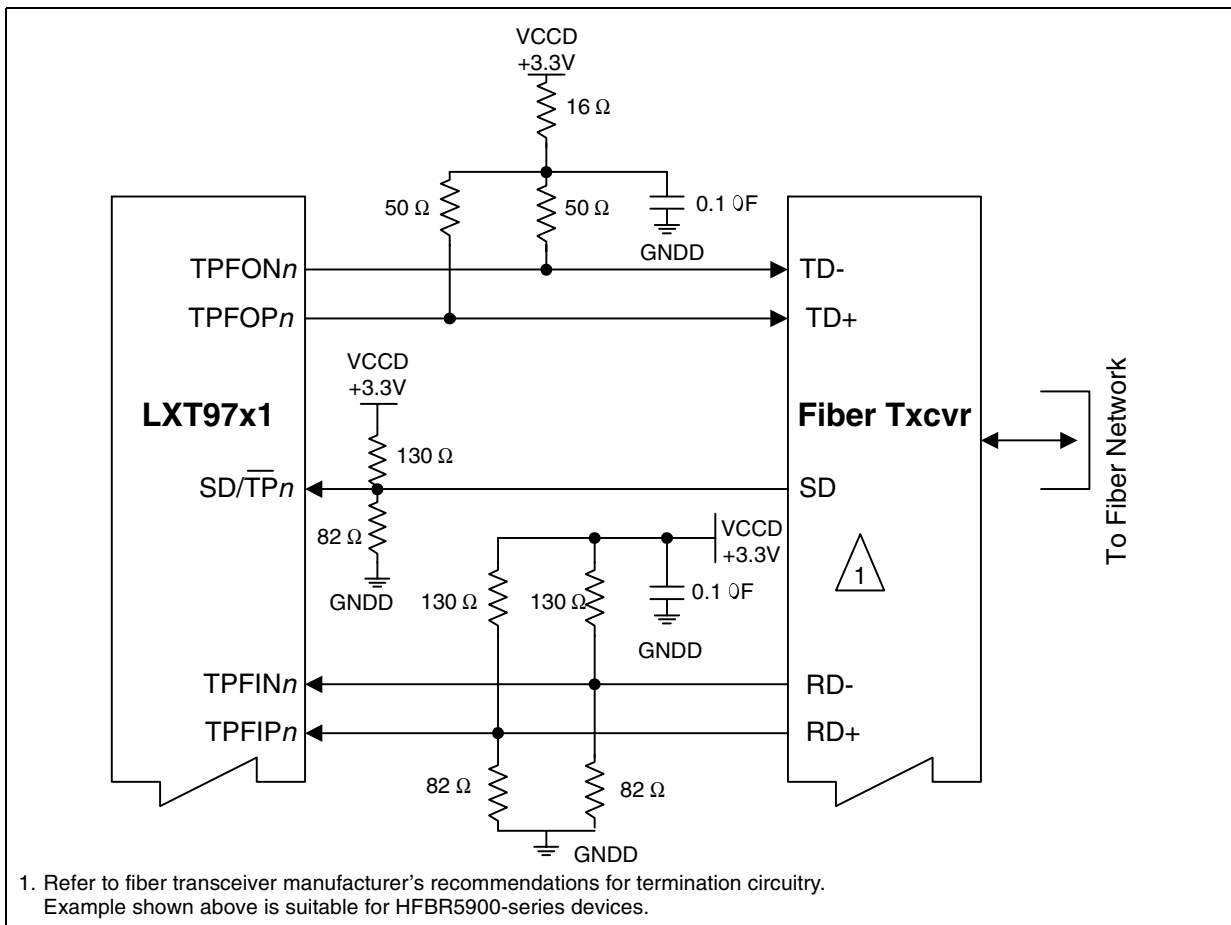 VCCD
+3.3V
16 Ω
50 Ω
50 Ω
0.1 0F
GNDD
TPFONn
TD-
TPFOPn
TD+
VCCD
+3.3V
LXT97x1
Fiber Txcvr
130 Ω
To Fiber Network
SD/TPn
SD
82 Ω
VCCD
+3.3V
GNDD
130 Ω
130 Ω
0.1 0F
1
GNDD
TPFINn
RD-
TPFIPn
RD+
82 Ω
82 Ω
GNDD
1. Refer to fiber transceiver manufacturer's recommendations for termination circuitry.
Example shown above is suitable for HFBR5900-series devices.